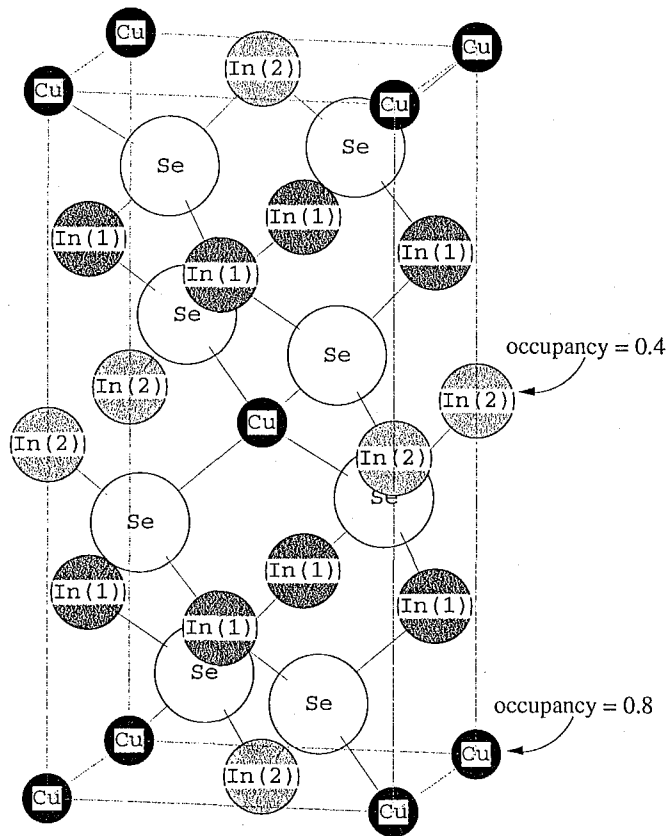 Cu
Cu
Cu
Cu
In(2)
Se
Se
In(1)
In(1)
In(1)
In(1)
Se
Se
occupancy = 0.4
In(2)
In(2)
Cu
In(2)
In(2)
Se
Se
In(1)
In(1)
In(1)
In(1)
Se
Se
occupancy = 0.8
Cu
Cu
In(2)
Cu
Cu